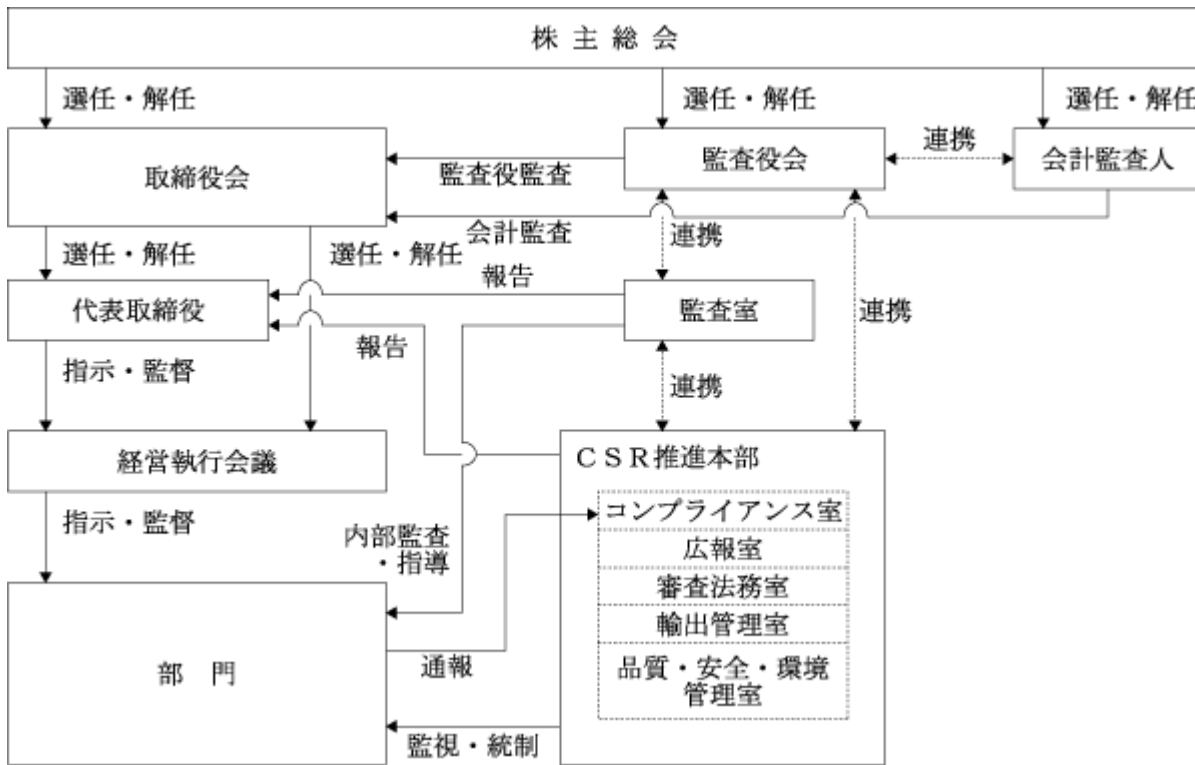 株主総会
選任・解任
選任・解任
選任・解任
取締役会
監査役監査
監査役会
連携
会計監査人
会計監査
連携
選任・解任
選任・解任
報告
代表取締役
監査室
連携
報告
指示・監督
連携
経営執行会議
CSR推進本部
指示・監督
コンプライアンス室
内部監査
・指導
広報室
審査法務室
輸出管理室
部門
通報
品質・安全・環境
管理室
監視・統制